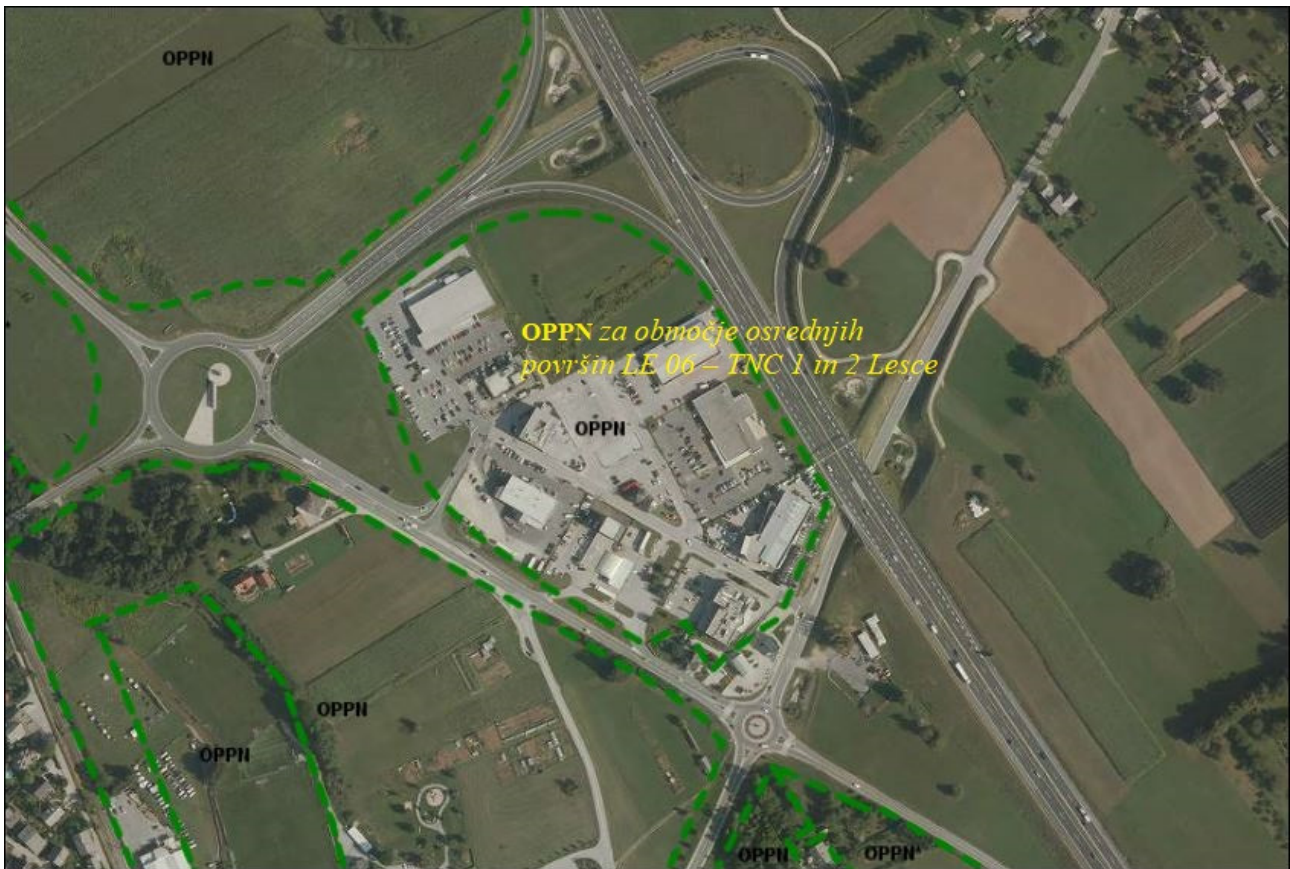 OPPN
OPPN za območje osrednjih
površin LE 06 – TNC 1 in 2 Lesce
OPPN
OPPN
OPPN
OPPN
OPPN